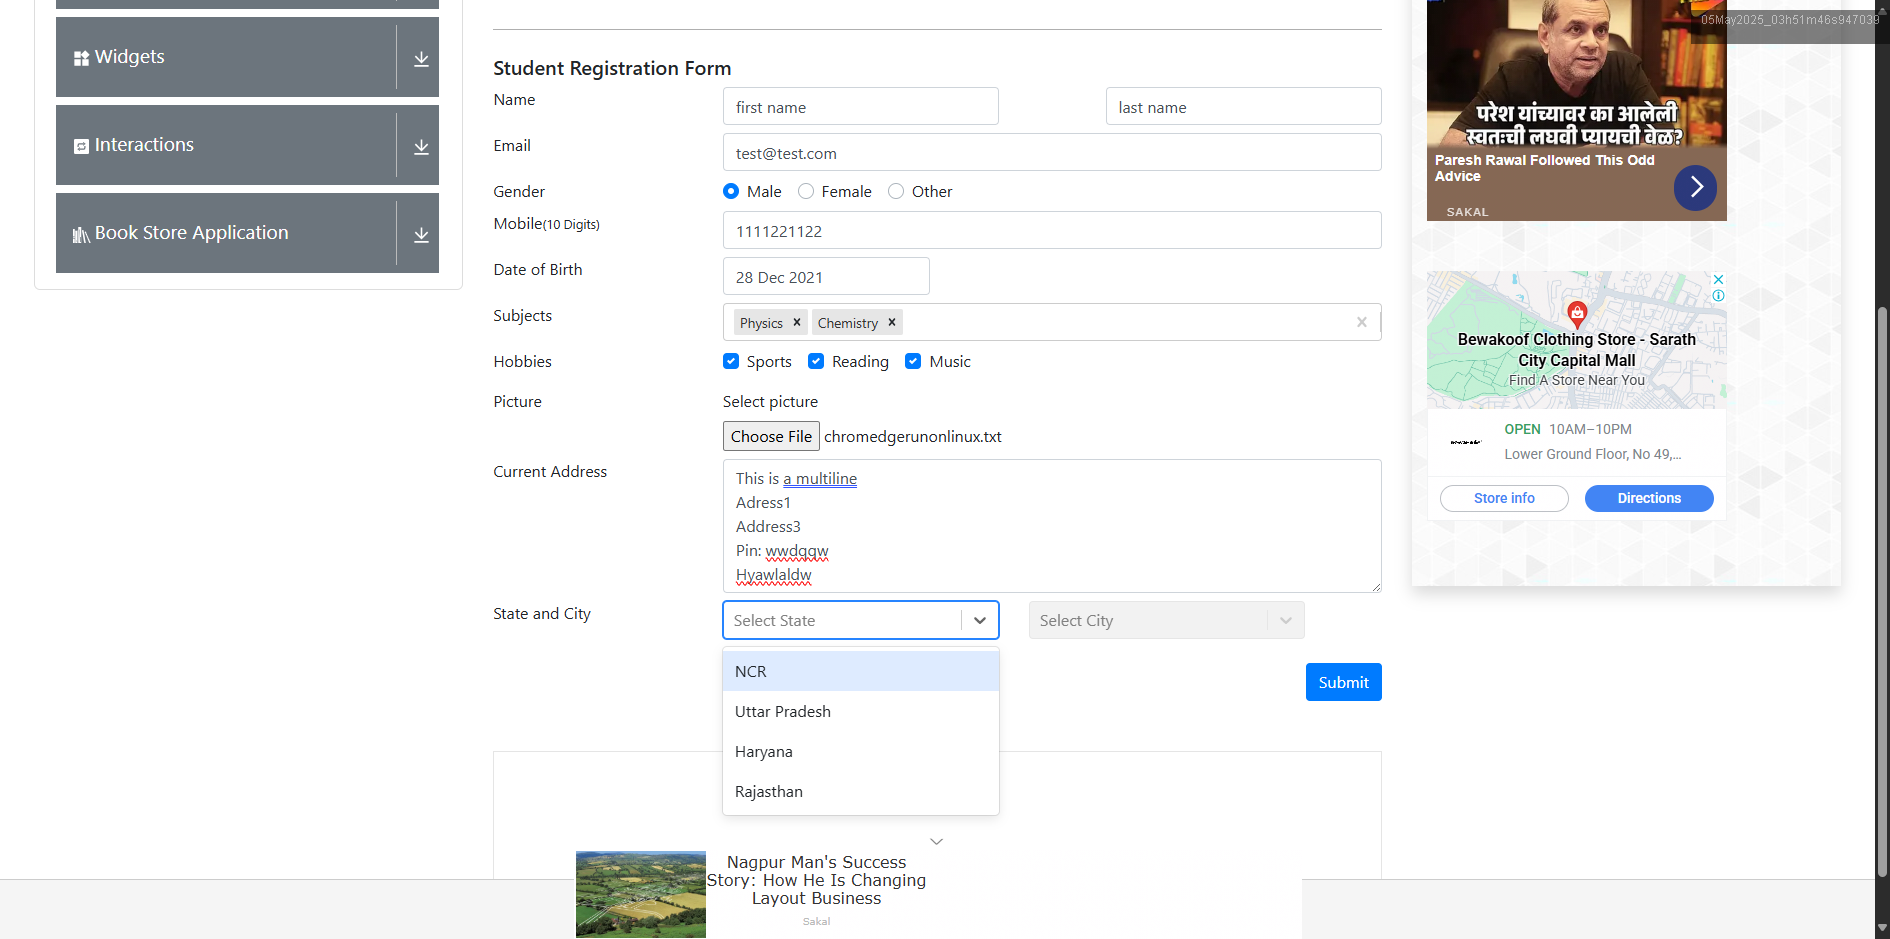 05May2025_03h51m46s947039
Widgets
Interactions
Book Store Application
Student Registration Form
Name
first name
last name
Email
test@test.com
Gender
Male
Female
Other
Mobile(10 Digits)
1111221122
Date of Birth
28 Dec 2021
Subjects
Physics
Chemistry
Hobbies
Sports
Reading
Music
Picture
Select picture
Choose File chromedgerunonlinux.txt
Current Address
This is a multiline
Adress1
Address3
Pin: wwdqqw
Hyawlaldw
State and City
Select State
Select City
NCR
Uttar Pradesh
Haryana
Rajasthan
Submit
Nagpur Man's Success
Story: How He Is Changing
Layout Business
Sakal
परेश यांच्यावर का आलेली
स्वतःची लघवी प्यायची वेळ?
Paresh Rawal Followed This Odd
Advice
SAKAL
Bewakoof Clothing Store - Sarath
City Capital Mall
Find A Store Near You
OPEN 10AM–10PM
Lower Ground Floor, No 49,...
Store info
Directions